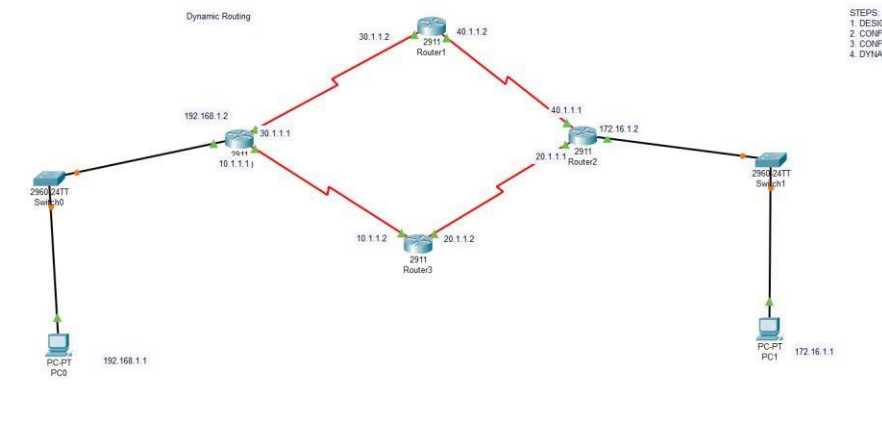 Dynamic Routing
STEPS:
1. DESIG
2. CONF
3. CONF
4. DYNA
30.1.1.2
40.1.1.2
2911
Router1
192.168.1.2
30.1.1.1
2911
10.1.1.1)
40.1.1.1
172.16.1.2
20.1.1.1
2911
Router2
2960-24TT
Switch0
2960-24TT
Switch1
10.1.1.2
20.1.1.2
2911
Router3
PC-PT
PC0
192.168.1.1
PC-PT
PC1
172.16.1.1